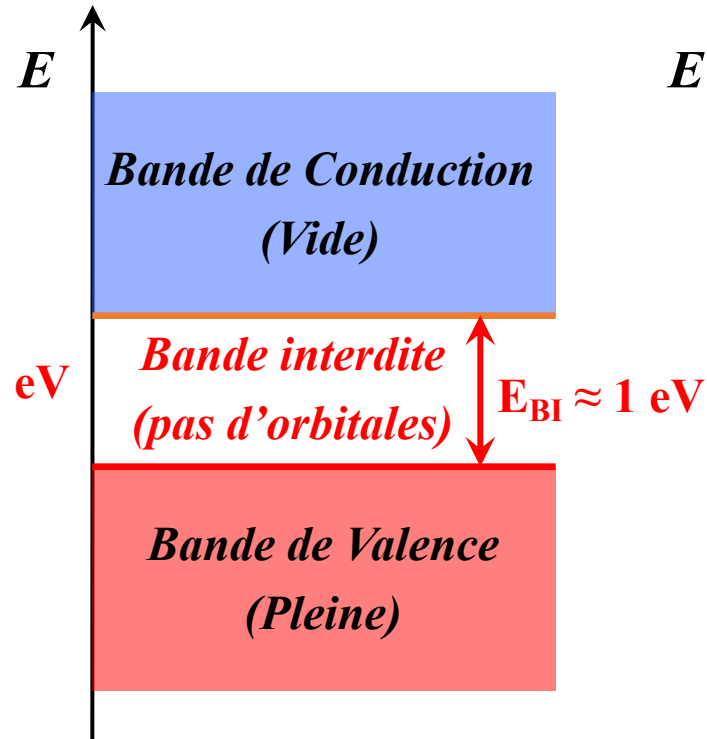 E
E
Bande de Conduction
(Vide)
Bande interdite
(pas d’orbitales)
eV
E_BI ≈ 1 eV
Bande de Valence
(Pleine)